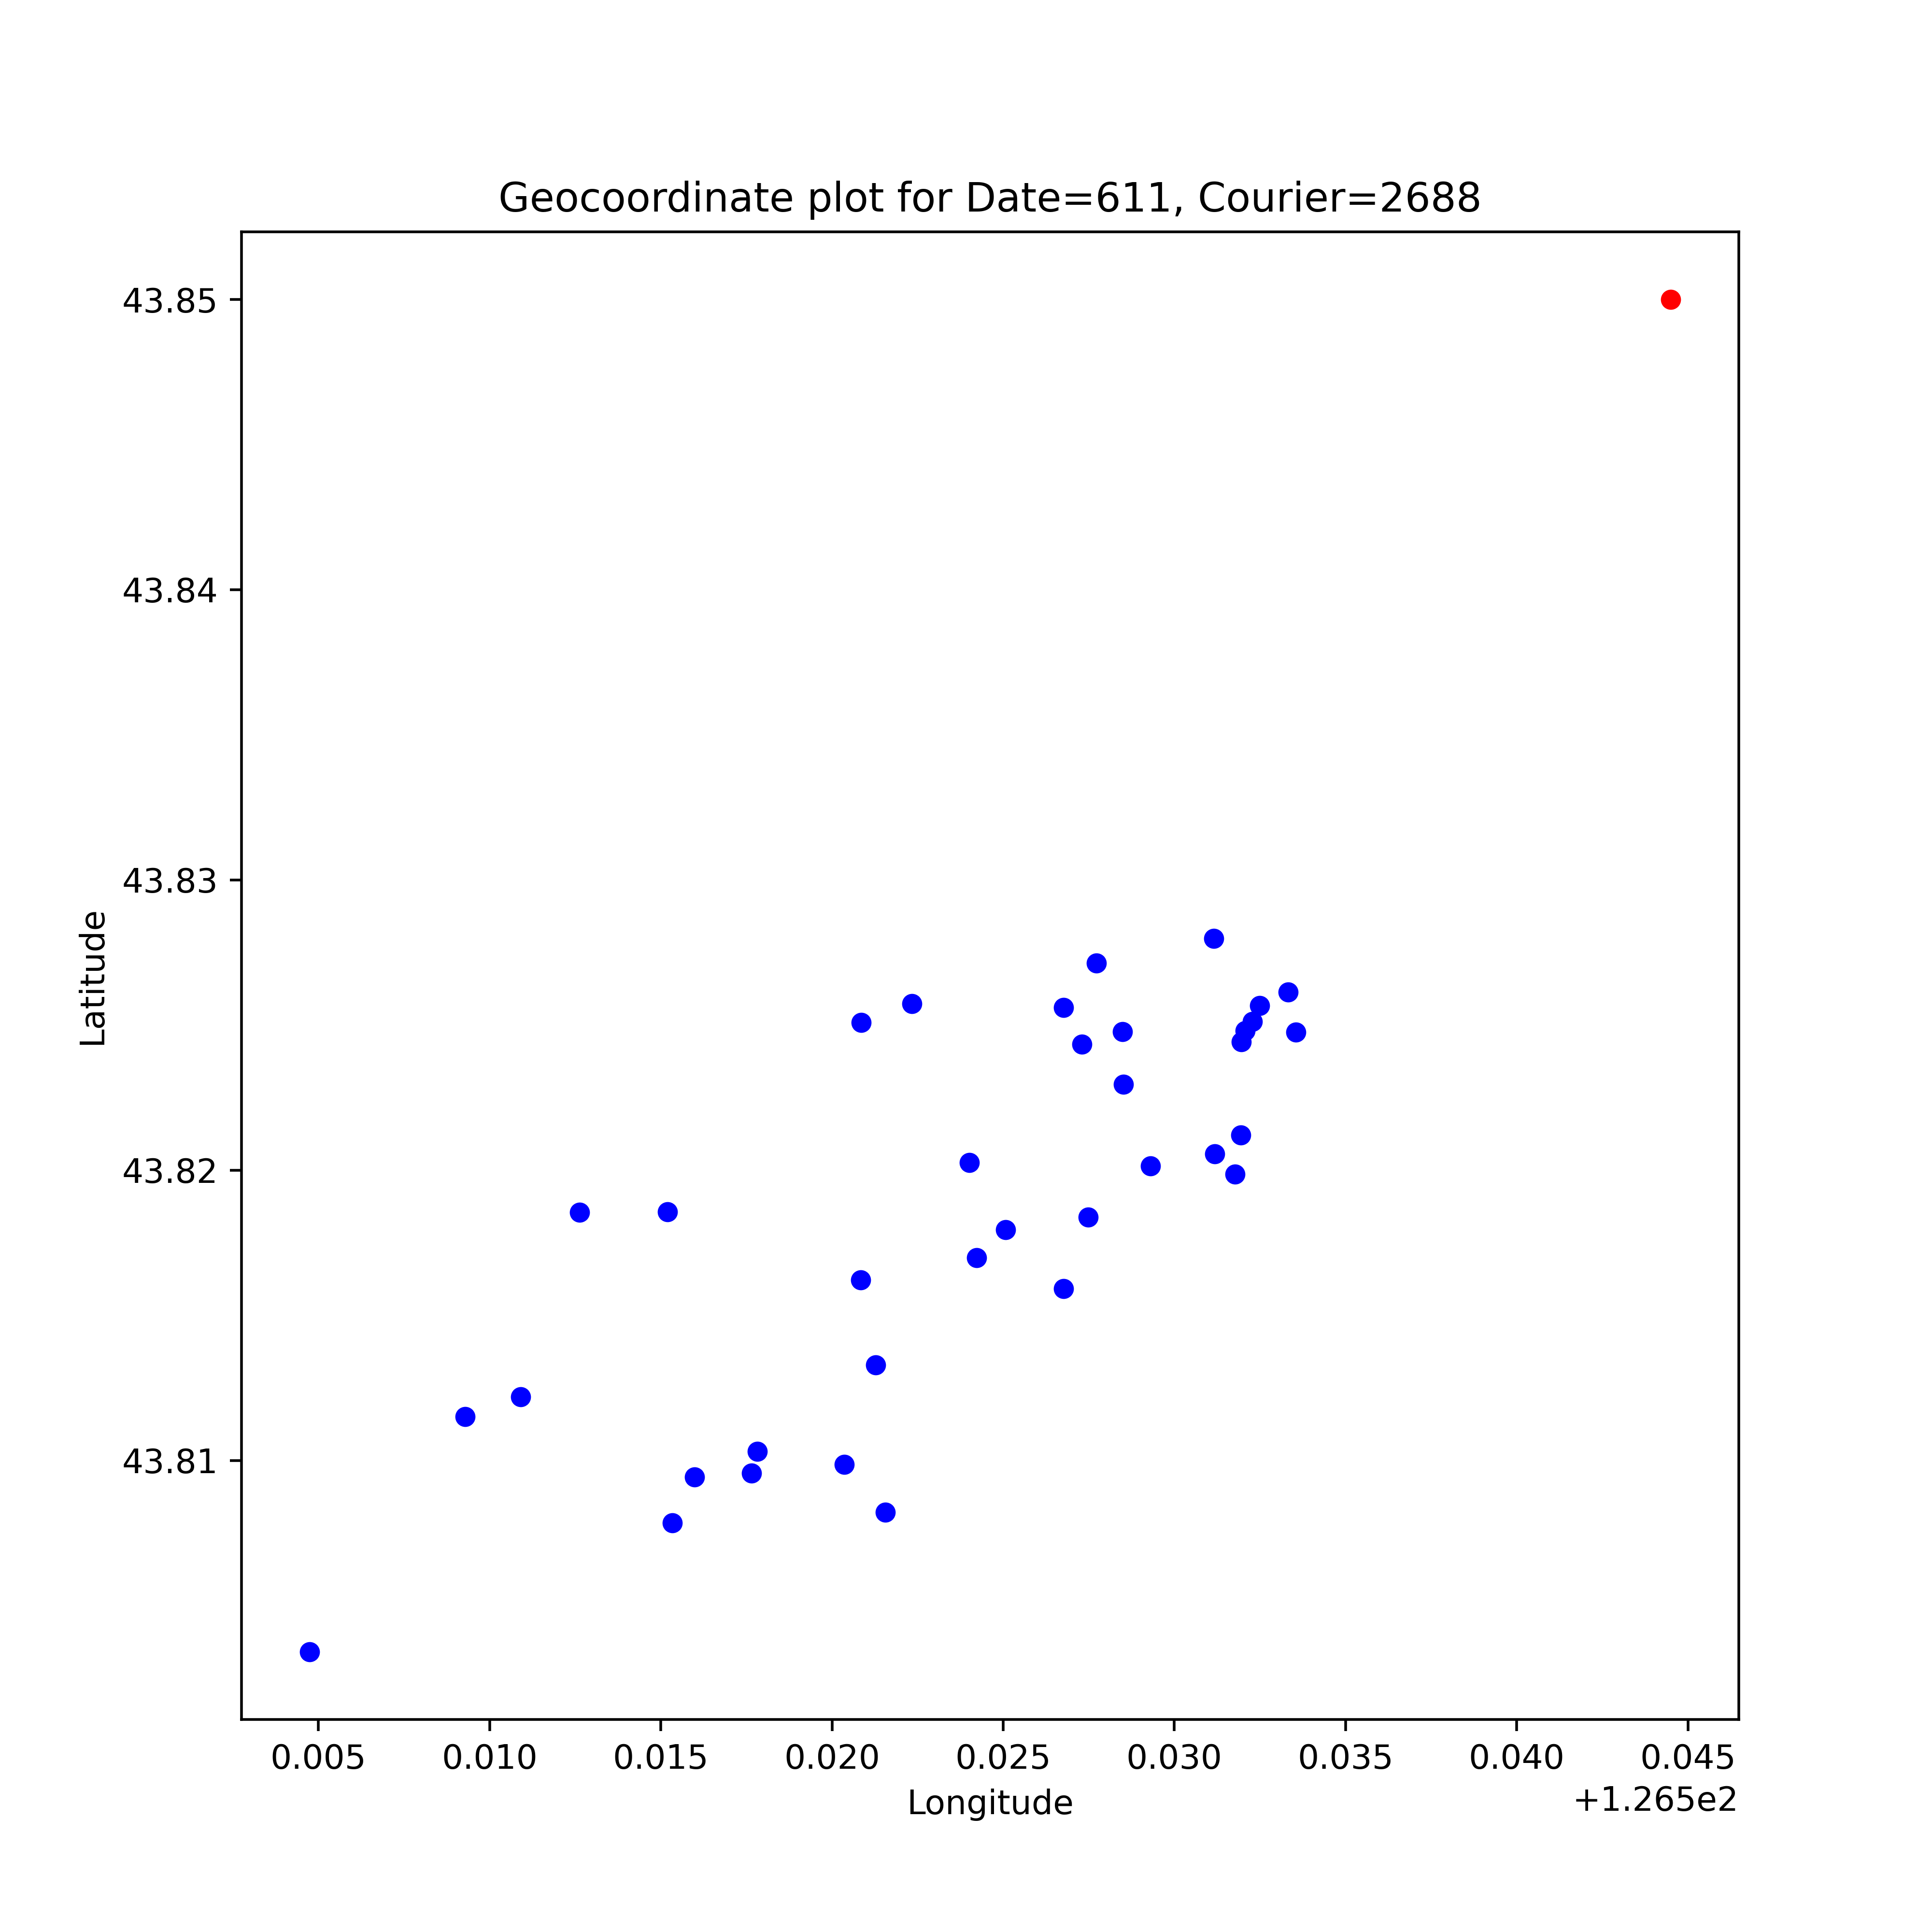 Geocoordinate plot for Date=611, Courier=2688
43.85
43.84
43.83
43.82
43.81
Latitude
0.005 0.010 0.015 0.020 0.025 0.030 0.035 0.040 0.045
Longitude
+1.265e2